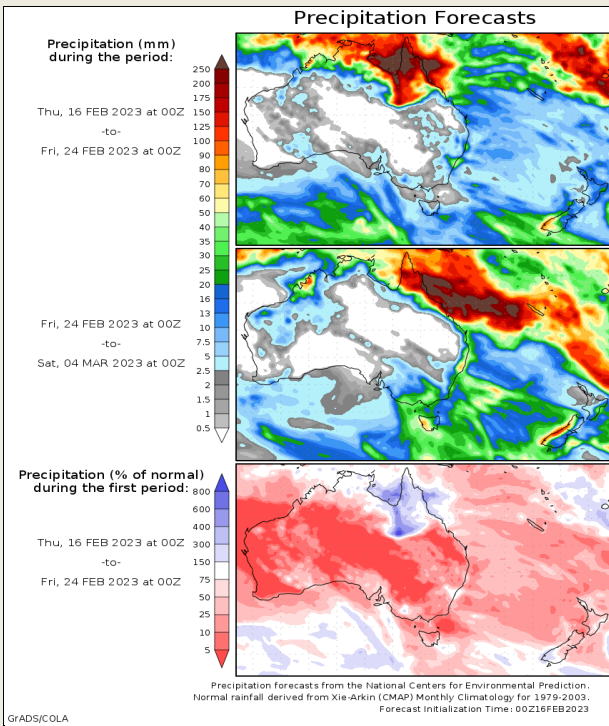 Precipitation Forecasts
Precipitation (mm)
during the period:
Thu, 16 FEB 2023 at 00Z
-to-
Fri, 24 FEB 2023 at 00Z
250
200
175
150
125
100
90
80
70
60
50
40
35
30
25
20
16
13
10
7.5
5
2.5
2
1.5
1
0.5
Fri, 24 FEB 2023 at 00Z
-to-
Sat, 04 MAR 2023 at 00Z
Precipitation (% of normal)
during the first period:
Thu, 16 FEB 2023 at 00Z
-to-
Fri, 24 FEB 2023 at 00Z
800
600
400
300
150
75
50
25
10
5
Precipitation forecasts from the National Centers for Environmental Prediction.
Normal rainfall derived from Xie-Arkin (CMAP) Monthly Climatology for 1979-2003.
Forecast Initialization Time: 00Z16FEB2023
GrADS/COLA